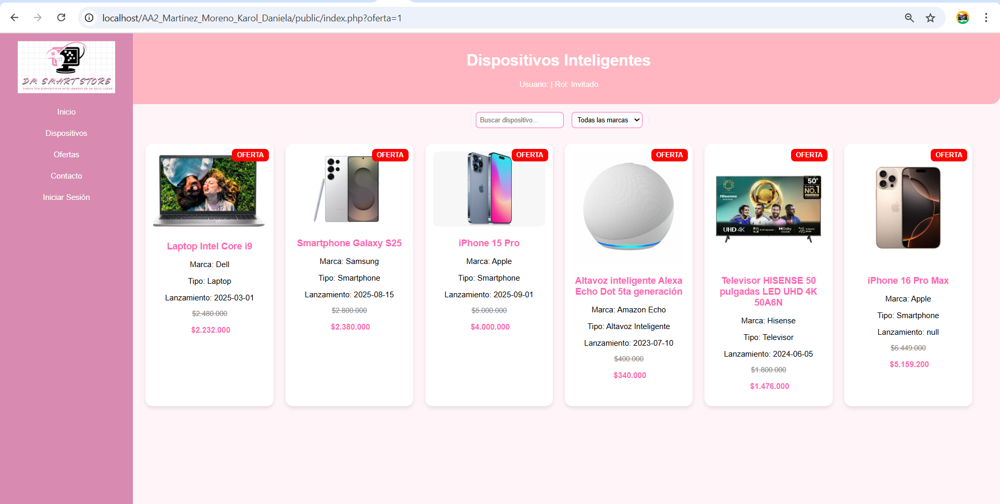 localhost/AA2_Martinez_Moreno_Karol_Daniela/public/index.php?oferta=1
DM SMART STORE
TODOS TUS DISPOSITIVOS INTELIGENTES EN UN SOLO LUGAR
Inicio
Dispositivos
Ofertas
Contacto
Iniciar Sesión
Dispositivos Inteligentes
Usuario: | Rol: Invitado
Buscar dispositivo...
Todas las marcas
OFERTA
Laptop Intel Core i9
Marca: Dell
Tipo: Laptop
Lanzamiento: 2025-03-01
$2.480.000
$2.232.000
OFERTA
Smartphone Galaxy S25
Marca: Samsung
Tipo: Smartphone
Lanzamiento: 2025-08-15
$2.800.000
$2.380.000
OFERTA
iPhone 15 Pro
Marca: Apple
Tipo: Smartphone
Lanzamiento: 2025-09-01
$5.000.000
$4.000.000
OFERTA
Altavoz inteligente Alexa
Echo Dot 5ta generación
Marca: Amazon Echo
Tipo: Altavoz Inteligente
Lanzamiento: 2023-07-10
$400.000
$340.000
OFERTA
50"
GLOBAL
NO.1
Hisense
UHD 4K
AI 4K Upscaler
Dolby
VISION
AI Sports
Mode
Televisor HISENSE 50
pulgadas LED UHD 4K
50A6N
Marca: Hisense
Tipo: Televisor
Lanzamiento: 2024-06-05
$1.800.000
$1.476.000
OFERTA
iPhone 16 Pro Max
Marca: Apple
Tipo: Smartphone
Lanzamiento: null
$6.449.000
$5.159.200